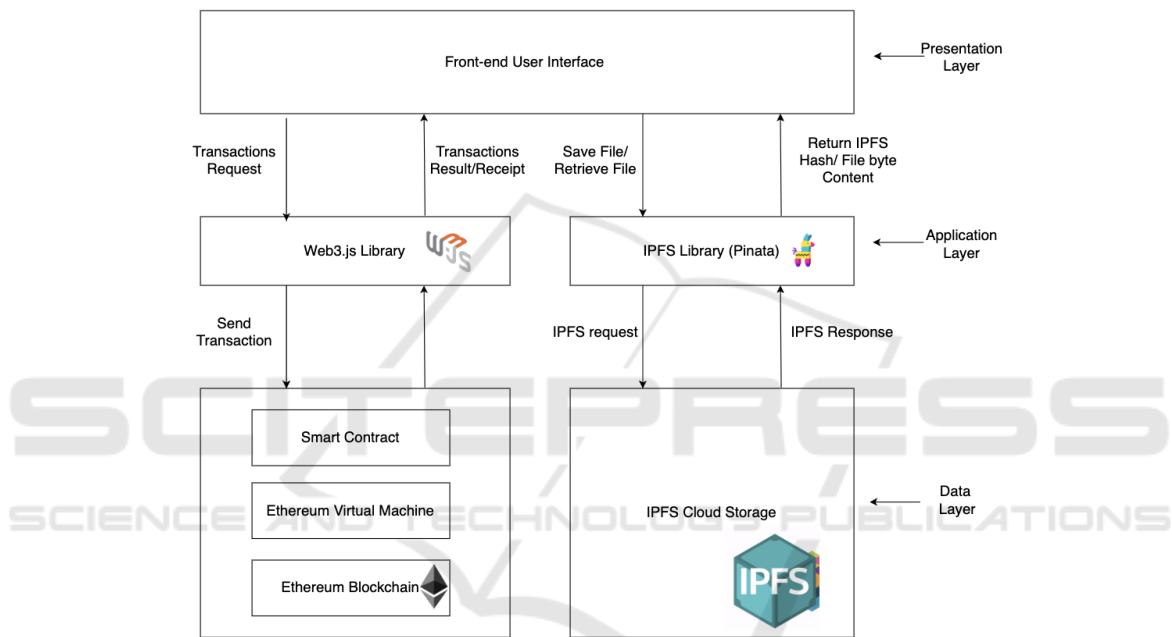 Front-end User Interface
Presentation
Layer
Transactions
Request
Transactions
Result/Receipt
Save File/
Retrieve File
Return IPFS
Hash/ File byte
Content
Web3.js Library
W3JS
IPFS Library (Pinata)
Application
Layer
Send
Transaction
IPFS request
IPFS Response
SCITEPRESS
SCIENCE AND TECHNOLOGY PUBLICATIONS
Smart Contract
Ethereum Virtual Machine
Ethereum Blockchain
IPFS Cloud Storage
IPFS
Data
Layer